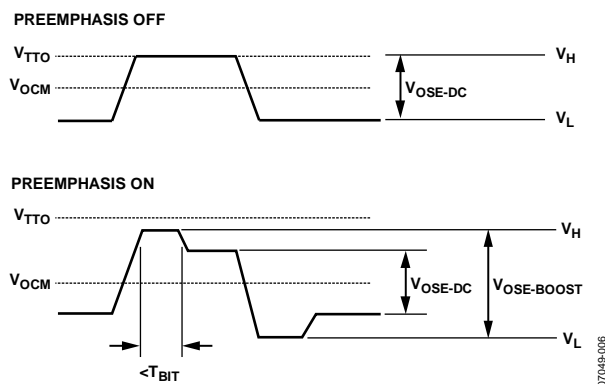 PREEMPHASIS OFF
VTTO
VH
VOCM
VOSE-DC
VL
PREEMPHASIS ON
VTTO
VH
VOCM
VOSE-DC
VOSE-BOOST
VL
<TBIT
07049-006